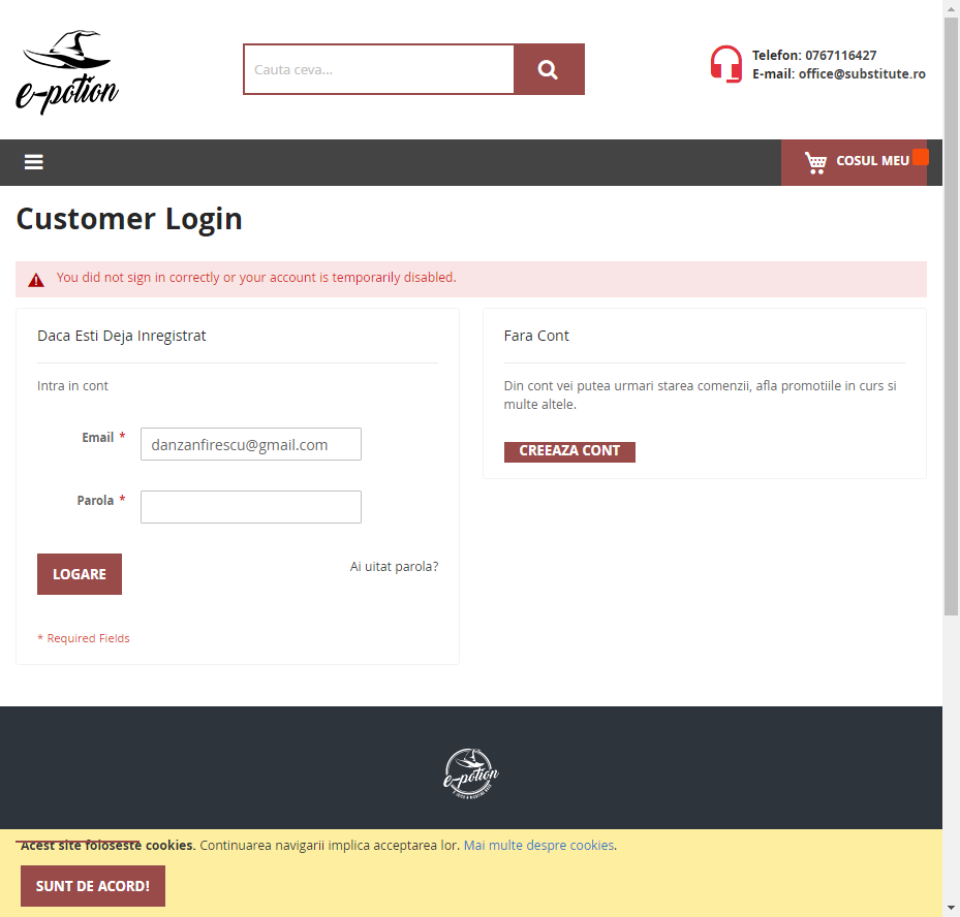 e-potion
Cauta ceva...
Telefon: 0767116427
E-mail: office@substitute.ro
COSUL MEU
Customer Login
You did not sign in correctly or your account is temporarily disabled.
Daca Esti Deja Inregistrat
Intra in cont
Email *
danzanfirescu@gmail.com
Parola *
LOGARE
Ai uitat parola?
* Required Fields
Fara Cont
Din cont vei putea urmari starea comenzii, afla promotiile in curs si
multe altele.
CREEAZA CONT
e-potion
Acest site foloseste cookies. Continuarea navigarii implica acceptarea lor. Mai multe despre cookies.
SUNT DE ACORD!